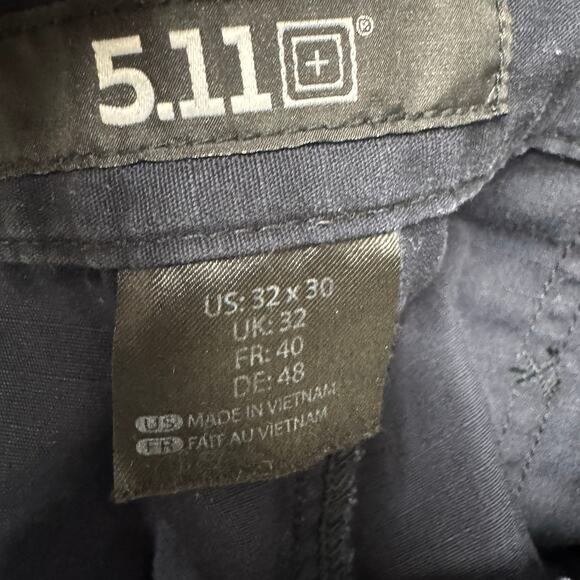 5.11®
US: 32 x 30
UK: 32
FR: 40
DE: 48
US MADE IN VIETNAM
FR FAIT AU VIETNAM